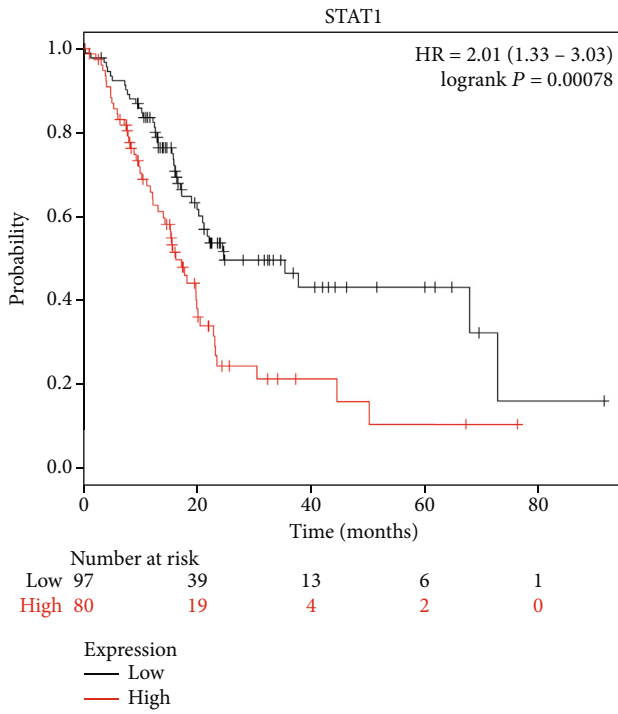 STAT1
HR = 2.01 (1.33 – 3.03)
logrank P = 0.00078
Probability
1.0
0.8
0.6
0.4
0.2
0.0
0 20 40 60 80
Time (months)
Number at risk
Low 97 39 13 6 1
High 80 19 4 2 0
Expression
Low
High